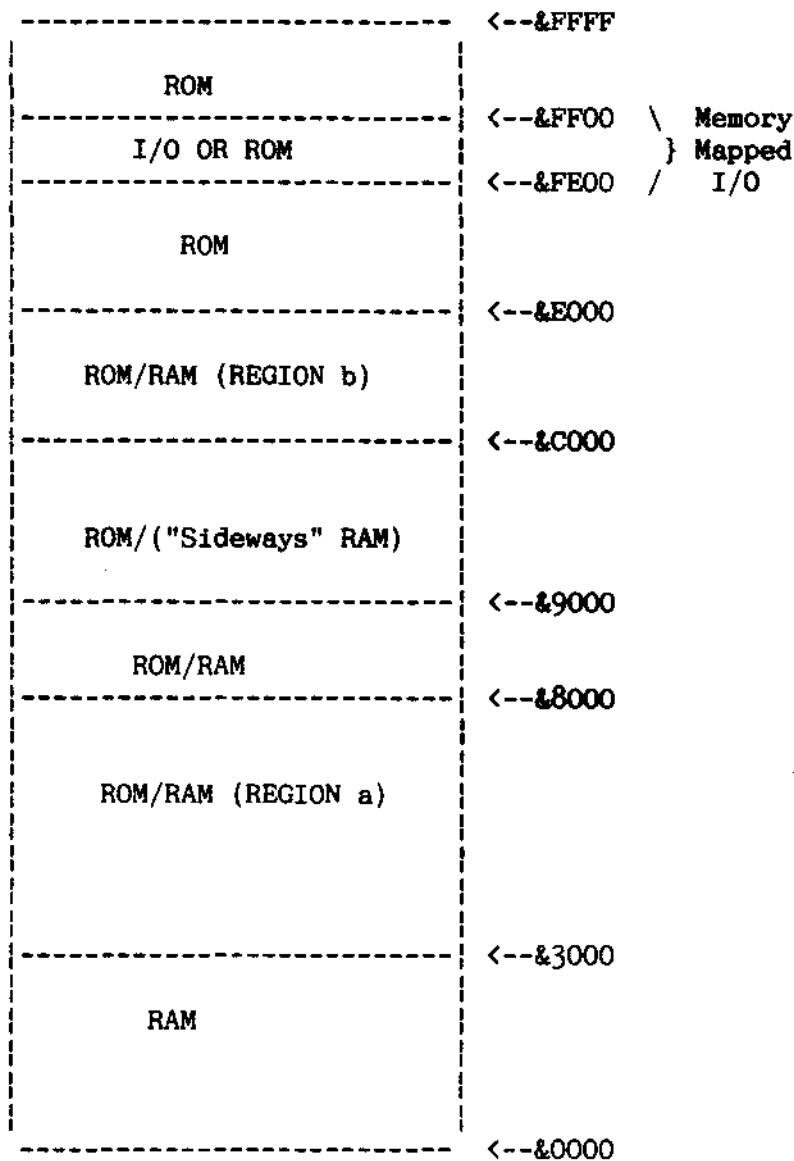 <--&FFFF
ROM
<--&FF00 \ Memory
I/O OR ROM } Mapped
<--&FE00 / I/O
ROM
<--&E000
ROM/RAM (REGION b)
<--&C000
ROM/("Sideways" RAM)
<--&9000
ROM/RAM
<--&8000
ROM/RAM (REGION a)
<--&3000
RAM
<--&0000